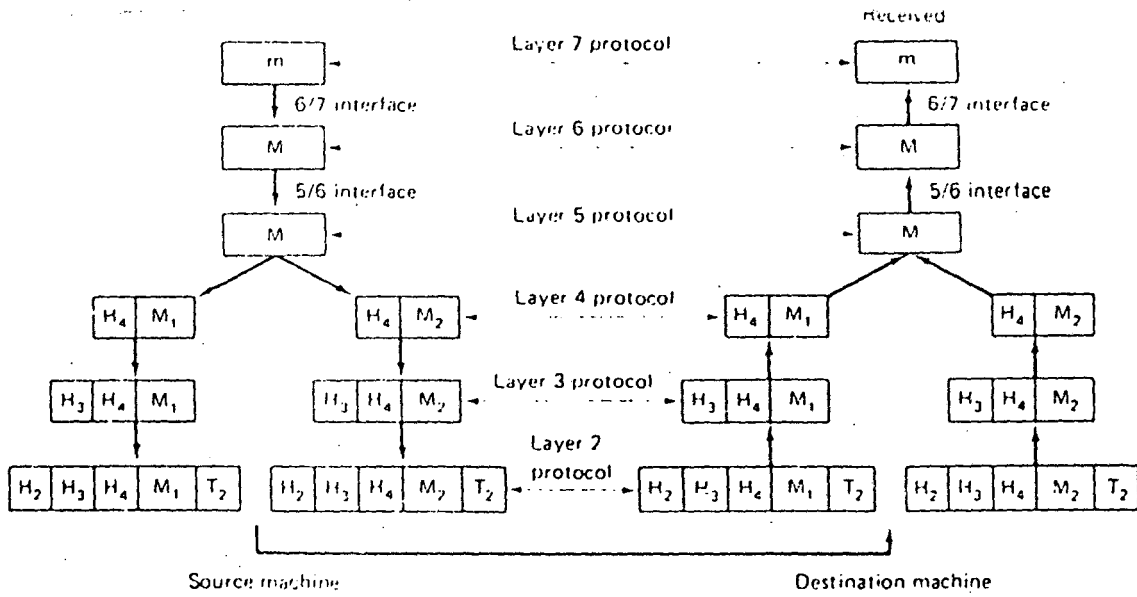 Received
Layer 7 protocol
m
m
6/7 interface
6/7 interface
Layer 6 protocol
M
M
5/6 interface
5/6 interface
Layer 5 protocol
M
M
Layer 4 protocol
H4 M1
H4 M2
H4 M1
H4 M2
Layer 3 protocol
H3 H4 M1
H3 H4 M2
H3 H4 M1
H3 H4 M2
Layer 2
protocol
H2 H3 H4 M1 T2
H2 H3 H4 M2 T2
H2 H3 H4 M1 T2
H2 H3 H4 M2 T2
Source machine
Destination machine